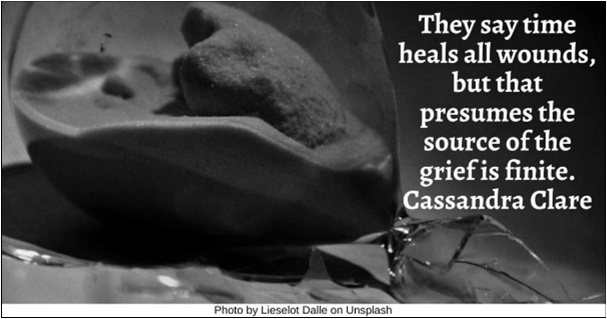 They say time
heals all wounds,
but that
presumes the
source of the
grief is finite.
Cassandra Clare
Photo by Lieselot Dalle on Unsplash